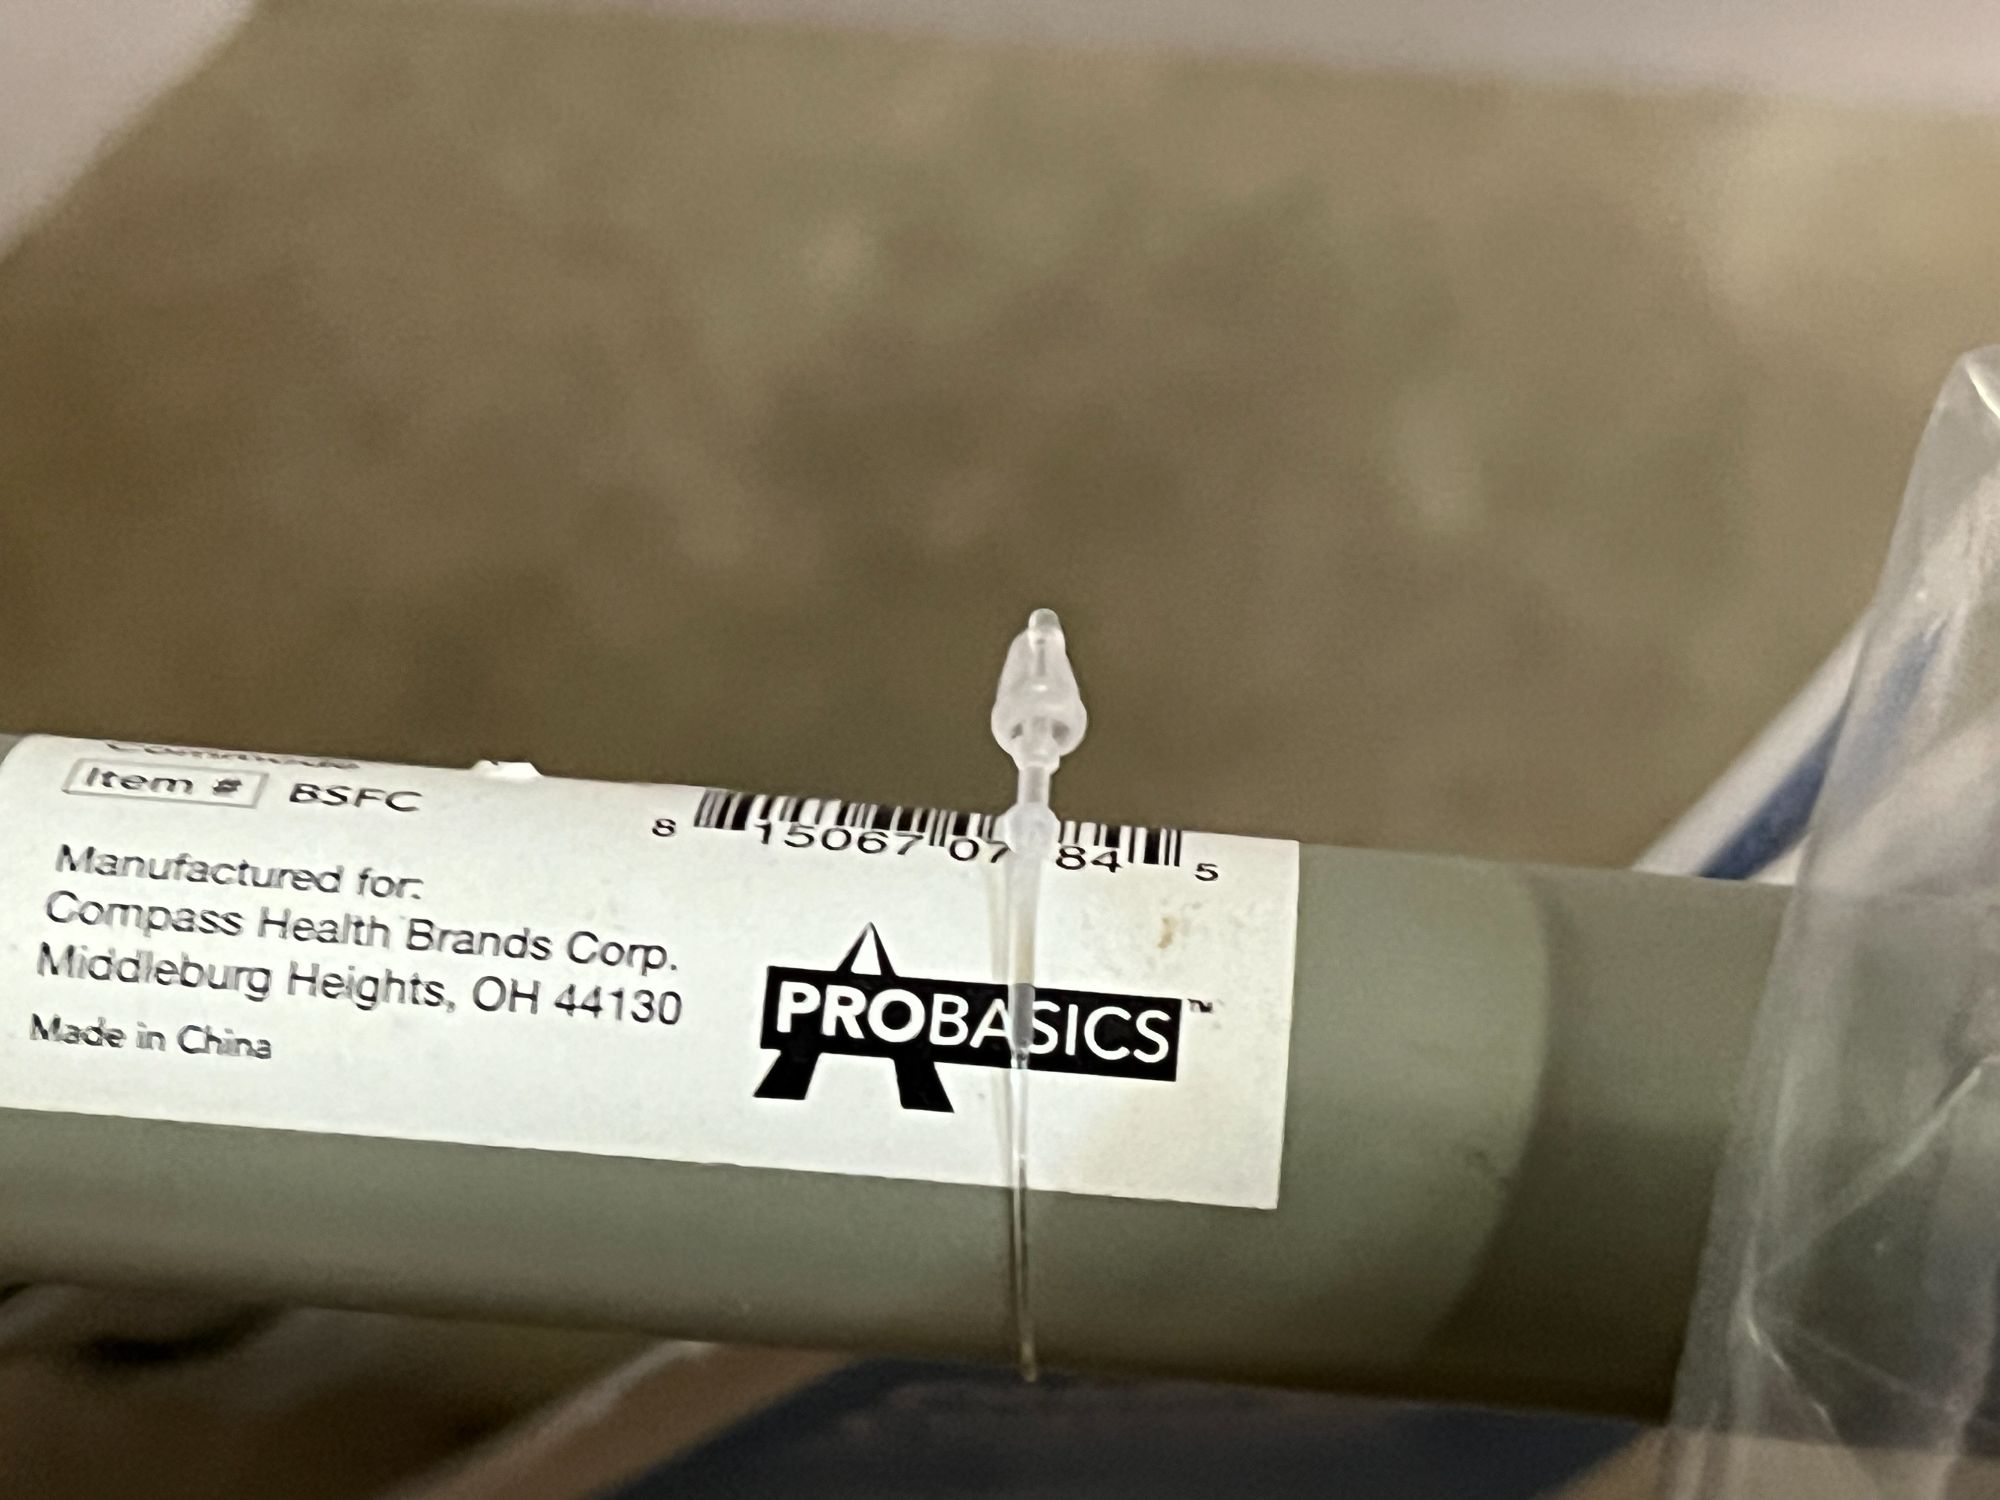 Item # BSFC
8 15067 07 84 5
Manufactured for:
Compass Health Brands Corp.
Middleburg Heights, OH 44130
Made in China
PROBASICS™